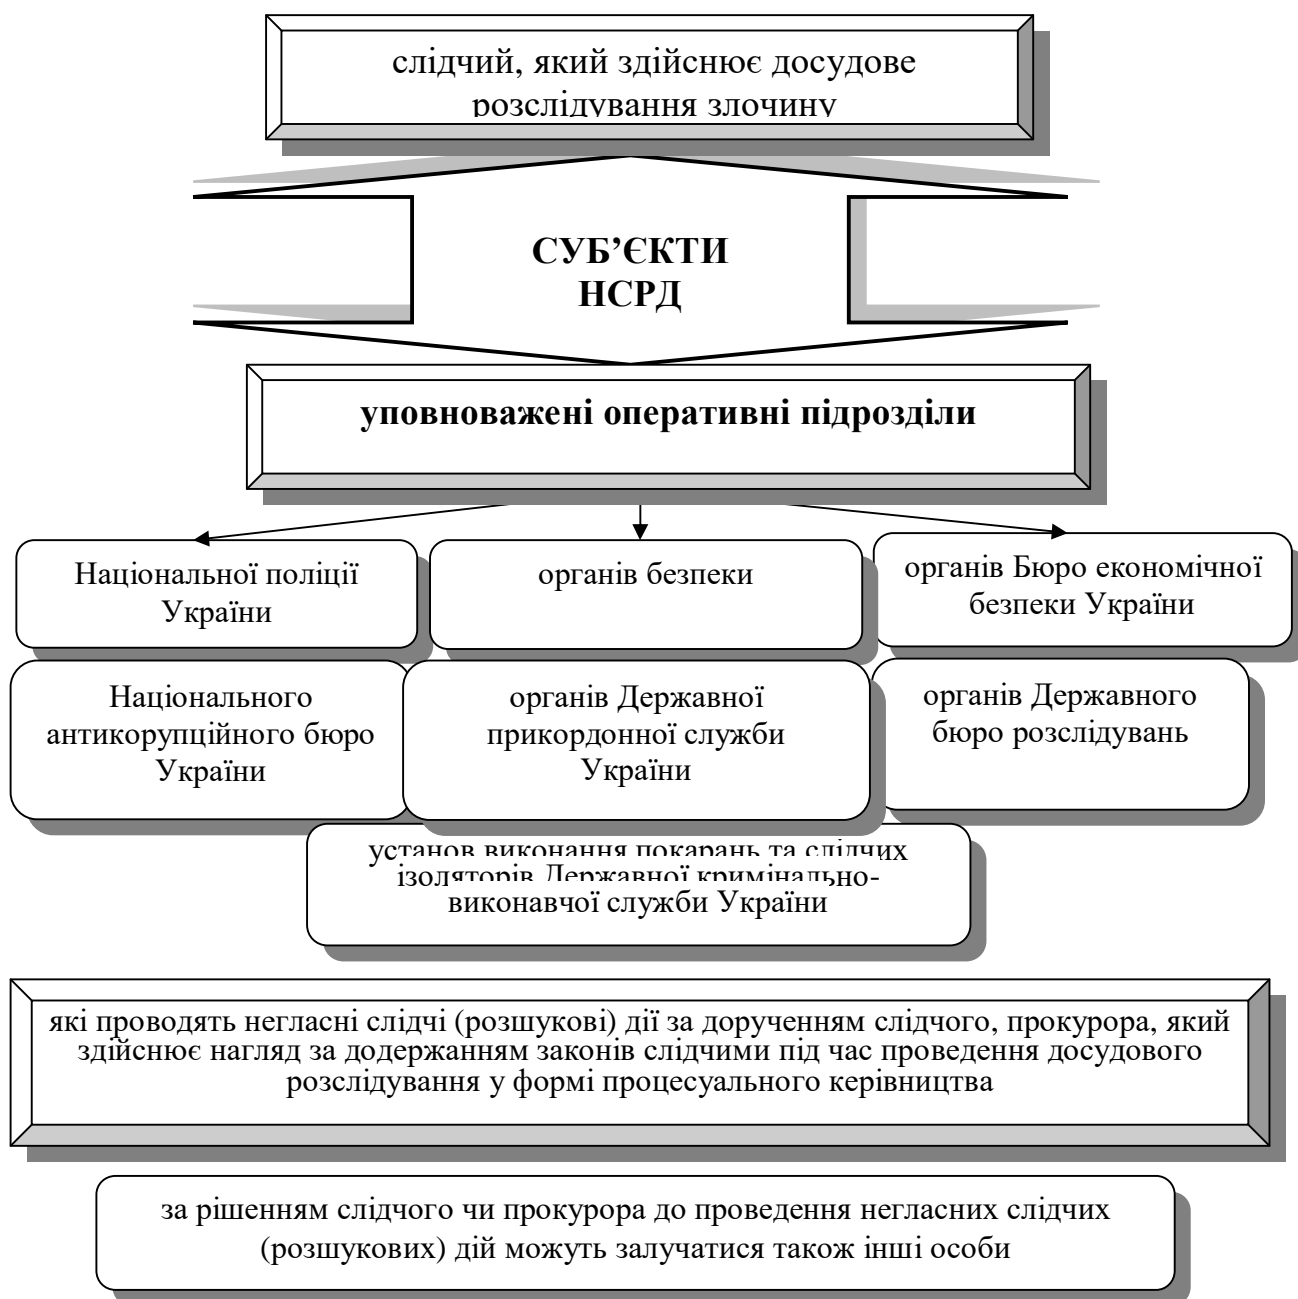 слідчий, який здійснює досудове
розслідування злочину
СУБ’ЄКТИ
НСРД
уповноважені оперативні підрозділи
Національної поліції
України
органів безпеки
органів Бюро економічної
безпеки України
Національного
антикорупційного бюро
України
органів Державної
прикордонної служби
України
органів Державного
бюро розслідувань
установ виконання покарань та слідчих
ізоляторів Державної кримінально-
виконавчої служби України
які проводять негласні слідчі (розшукові) дії за дорученням слідчого, прокурора, який
здійснює нагляд за додержанням законів слідчими під час проведення досудового
розслідування у формі процесуального керівництва
за рішенням слідчого чи прокурора до проведення негласних слідчих
(розшукових) дій можуть залучатися також інші особи